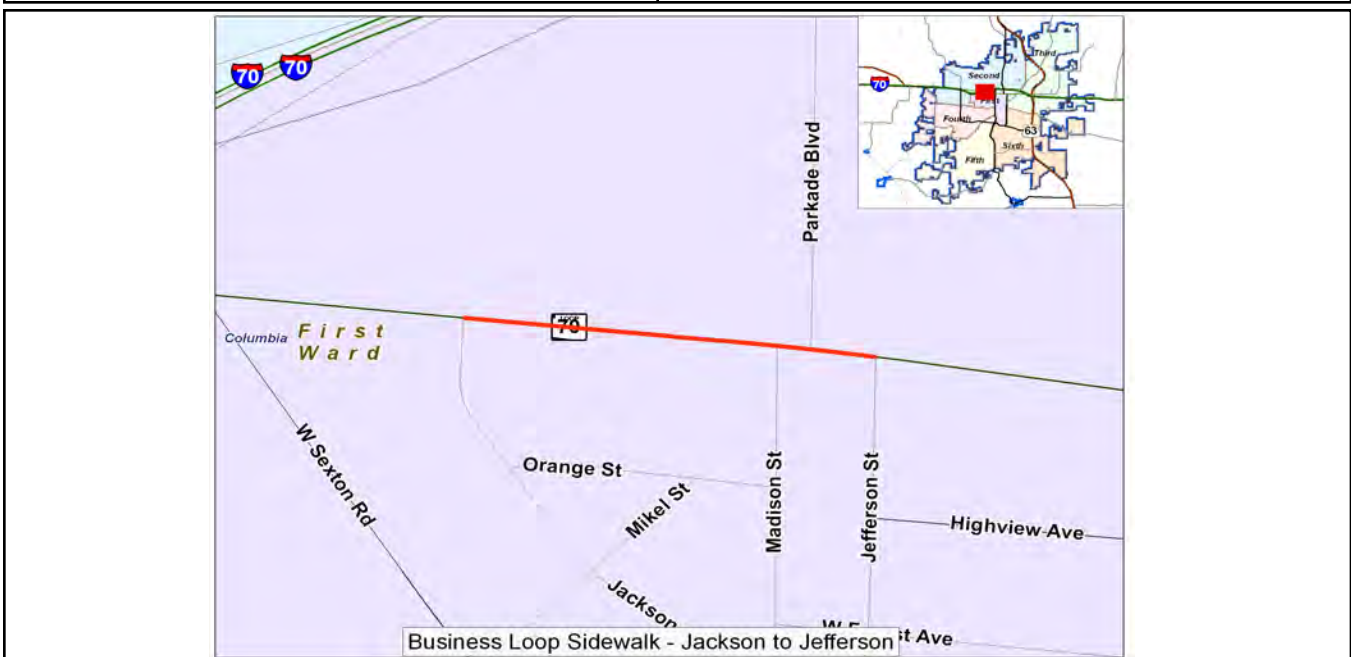 70
70
Third
Second
70
First
Fourth
63
Sixth
Fifth
Parkade Blvd
70
Columbia
First
Ward
W Sexton Rd
Orange St
Mikel St
Madison St
Jefferson St
Highview Ave
Jackson
Business Loop Sidewalk - Jackson to Jefferson